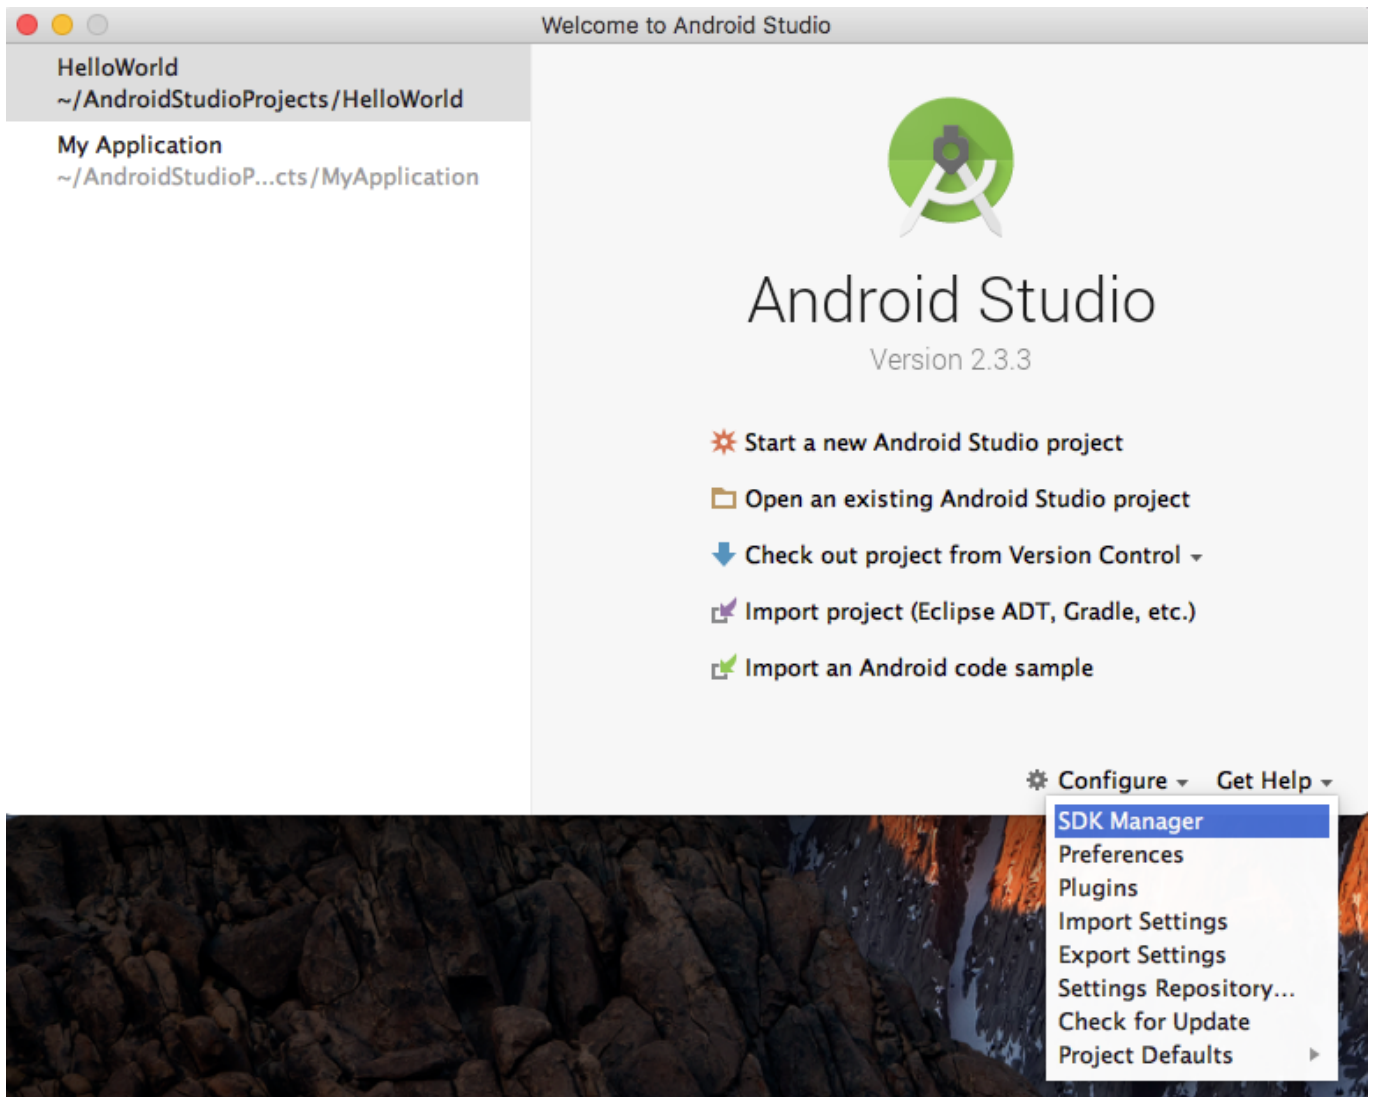 Welcome to Android Studio
HelloWorld
~/AndroidStudioProjects/HelloWorld
My Application
~/AndroidStudioP...cts/MyApplication
Android Studio
Version 2.3.3
Start a new Android Studio project
Open an existing Android Studio project
Check out project from Version Control
Import project (Eclipse ADT, Gradle, etc.)
Import an Android code sample
Configure Get Help
SDK Manager
Preferences
Plugins
Import Settings
Export Settings
Settings Repository...
Check for Update
Project Defaults